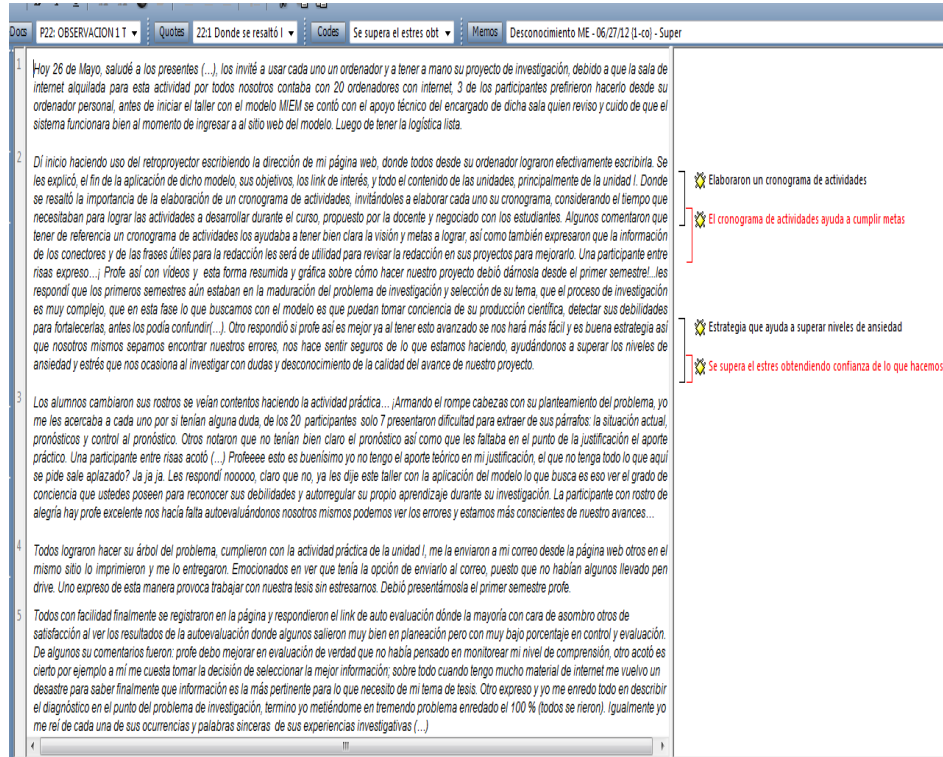 Docs P22: OBSERVACION 1 T Quotes 22:1 Donde se resaltó l Codes Se supera el estres obt Memos Desconocimiento ME - 06/27/12 (1-co) - Super
1 Hoy 26 de Mayo, saludé a los presentes (...), los invité a usar cada uno un ordenador y a tener a mano su proyecto de investigación, debido a que la sala de
internet alquilada para esta actividad por todos nosotros contaba con 20 ordenadores con internet, 3 de los participantes prefirieron hacerlo desde su
ordenador personal, antes de iniciar el taller con el modelo MIEM se contó con el apoyo técnico del encargado de dicha sala quien reviso y cuido de que el
sistema funcionara bien al momento de ingresar a al sitio web del modelo. Luego de tener la logística lista.
2 Dí inicio haciendo uso del retroproyector escribiendo la dirección de mi página web, donde todos desde su ordenador lograron efectivamente escribirla. Se
les explicó, el fin de la aplicación de dicho modelo, sus objetivos, los link de interés, y todo el contenido de las unidades, principalmente de la unidad I. Donde
se resaltó la importancia de la elaboración de un cronograma de actividades, invitándoles a elaborar cada uno su cronograma, considerando el tiempo que
necesitaban para lograr las actividades a desarrollar durante el curso, propuesto por la docente y negociado con los estudiantes. Algunos comentaron que
tener de referencia un cronograma de actividades los ayudaba a tener bien clara la visión y metas a lograr, así como también expresaron que la información
de los conectores y de las frases útiles para la redacción les será de utilidad para revisar la redacción en sus proyectos para mejorarlo. Una participante entre
risas expreso...¡ Profe así con vídeos y esta forma resumida y gráfica sobre cómo hacer nuestro proyecto debió dárnosla desde el primer semestre!...les
respondí que los primeros semestres aún estaban en la maduración del problema de investigación y selección de su tema, que el proceso de investigación
es muy complejo, que en esta fase lo que buscamos con el modelo es que puedan tomar conciencia de su producción científica, detectar sus debilidades
para fortalecerlas, antes los podía confundir(...). Otro respondió si profe así es mejor ya al tener esto avanzado se nos hará más fácil y es buena estrategia así
que nosotros mismos sepamos encontrar nuestros errores, nos hace sentir seguros de lo que estamos haciendo, ayudándonos a superar los niveles de
ansiedad y estrés que nos ocasiona al investigar con dudas y desconocimiento de la calidad del avance de nuestro proyecto.
3 Los alumnos cambiaron sus rostros se veían contentos haciendo la actividad práctica... ¡Armando el rompe cabezas con su planteamiento del problema, yo
me les acercaba a cada uno por si tenían alguna duda, de los 20 participantes solo 7 presentaron dificultad para extraer de sus párrafos: la situación actual,
pronósticos y control al pronóstico. Otros notaron que no tenían bien claro el pronóstico así como que les faltaba en el punto de la justificación el aporte
práctico. Una participante entre risas acotó (...) Profeeee esto es buenísimo yo no tengo el aporte teórico en mi justificación, el que no tenga todo lo que aquí
se pide sale aplazado? Ja ja ja. Les respondí nooooo, claro que no, ya les dije este taller con la aplicación del modelo lo que busca es eso ver el grado de
conciencia que ustedes poseen para reconocer sus debilidades y autorregular su propio aprendizaje durante su investigación. La participante con rostro de
alegría hay profe excelente nos hacía falta autoevaluándonos nosotros mismos podemos ver los errores y estamos más conscientes de nuestro avances...
4 Todos lograron hacer su árbol del problema, cumplieron con la actividad práctica de la unidad I, me la enviaron a mi correo desde la página web otros en el
mismo sitio lo imprimieron y me lo entregaron. Emocionados en ver que tenía la opción de enviarlo al correo, puesto que no habían algunos llevado pen
drive. Uno expreso de esta manera provoca trabajar con nuestra tesis sin estresarnos. Debió presentárnosla el primer semestre profe.
5 Todos con facilidad finalmente se registraron en la página y respondieron el link de auto evaluación dónde la mayoría con cara de asombro otros de
satisfacción al ver los resultados de la autoevaluación donde algunos salieron muy bien en planeación pero con muy bajo porcentaje en control y evaluación.
De algunos su comentarios fueron: profe debo mejorar en evaluación de verdad que no había pensado en monitorear mi nivel de comprensión, otro acotó es
cierto por ejemplo a mí me cuesta tomar la decisión de seleccionar la mejor información; sobre todo cuando tengo mucho material de internet me vuelvo un
desastre para saber finalmente que información es la más pertinente para lo que necesito de mi tema de tesis. Otro expreso y yo me enredo todo en describir
el diagnóstico en el punto del problema de investigación, termino yo metiéndome en tremendo problema enredado el 100 % (todos se rieron). Igualmente yo
me reí de cada una de sus ocurrencias y palabras sinceras de sus experiencias investigativas (...)
Elaboraron un cronograma de actividades
El cronograma de actividades ayuda a cumplir metas
Estrategia que ayuda a superar niveles de ansiedad
Se supera el estres obtendiendo confianza de lo que hacemos